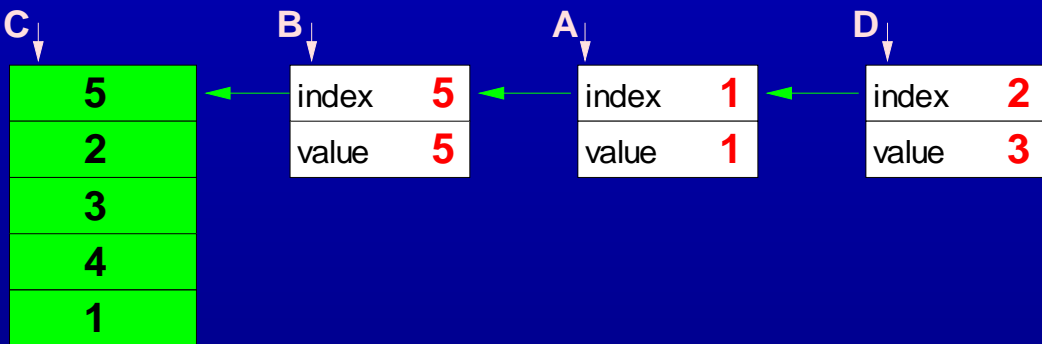 C B A D
5 index 5 index 1 index 2
2 value 5 value 1 value 3
3
4
1